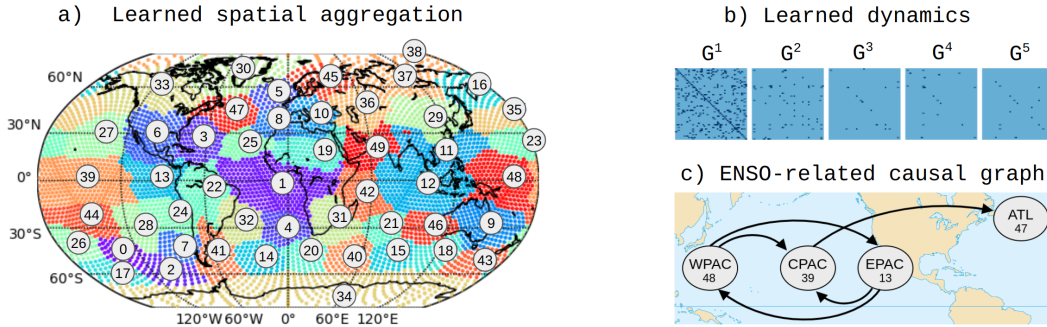 a) Learned spatial aggregation
38
60°N 33 30 5 45 37 16
47 36 35
30°N 27 6 3 8 10 29 23
25 19 49 11
0° 39 13 22 1 42 12 48
44 24 31
30°S 28 32 4 21 46 9
26 0 7 41 14 20 40 15 18 43
60°S 17 2
34
120°W 60°W 0° 60°E 120°E
b) Learned dynamics
G1 G2 G3 G4 G5
c) ENSO-related causal graph
ATL
47
WPAC CPAC EPAC
48 39 13